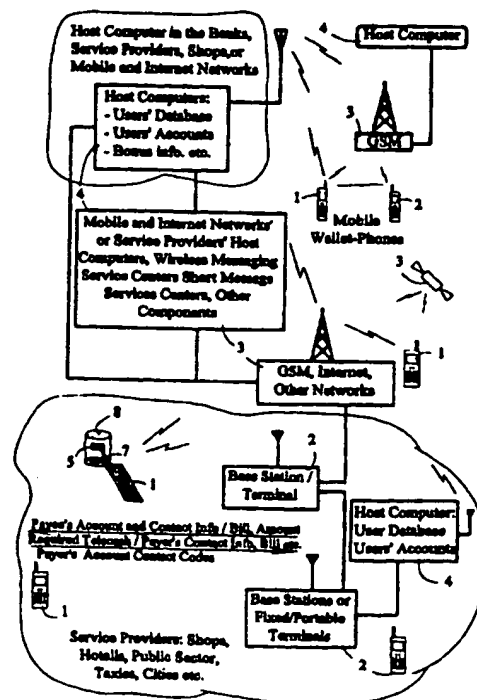 Host Computer in the Banks,
Service Providers, Shops,or
Mobile and Internet Networks
Host Computers:
- Users' Database
- Users' Accounts
- Bonus info. etc.
4
4
Host Computer
3
GSM
1
2
Mobile
Wallet-Phones
3
Mobile and Internet Networks'
or Service Providers' Host
Computers, Wireless Messaging
Service Centers Short Message
Services Centers, Other
Components
3
1
GSM, Internet,
Other Networks
8
5
7
1
2
Base Station /
Terminal
Payee's Account and Contact Info / Bill, Amount
Required Telecash / Payer's Contact Info, Bill etc.
Payer's Account Contact Codes
Host Computer:
User Database
Users' Accounts
4
1
Base Stations or
Fixed/Portable
Terminals
2
Service Providers: Shops,
Hotells, Public Sector,
Taxies, Cities etc.